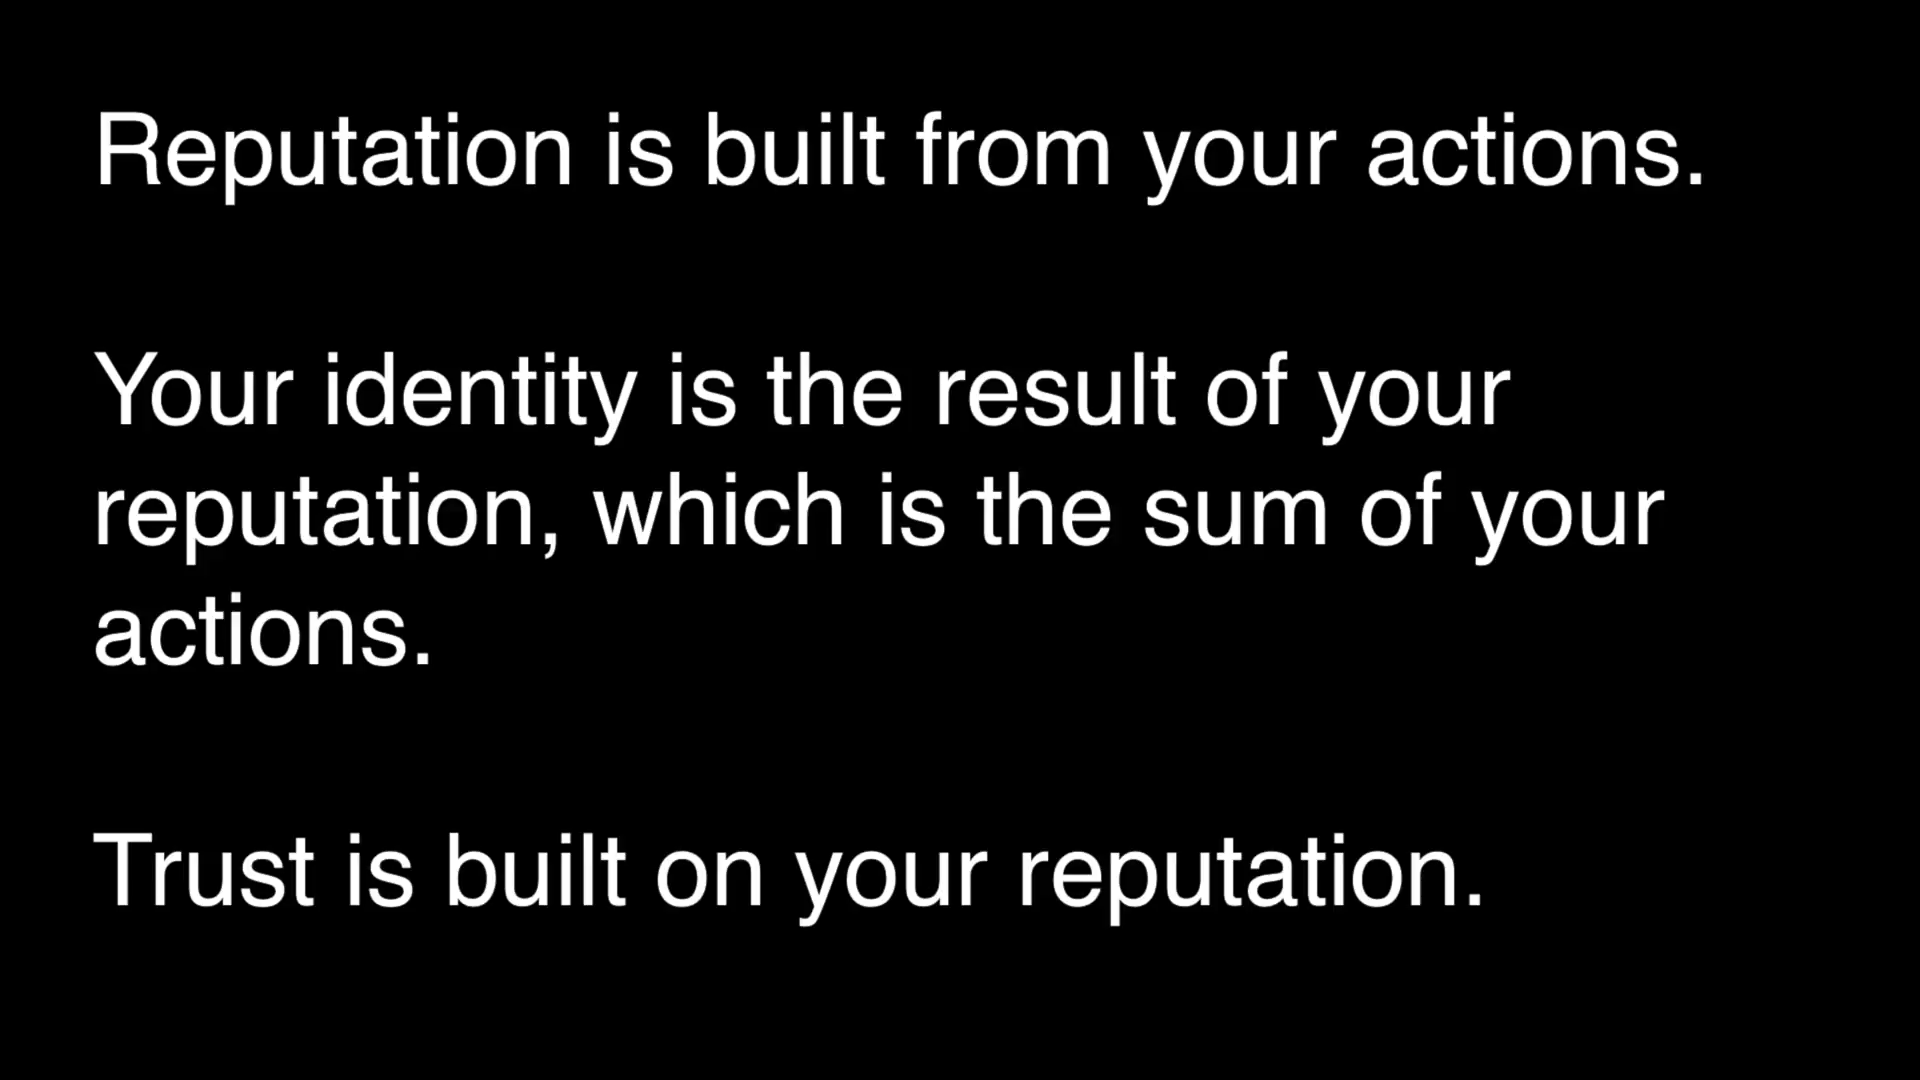 Reputation is built from your actions.
Your identity is the result of your
reputation, which is the sum of your
actions.
Trust is built on your reputation.